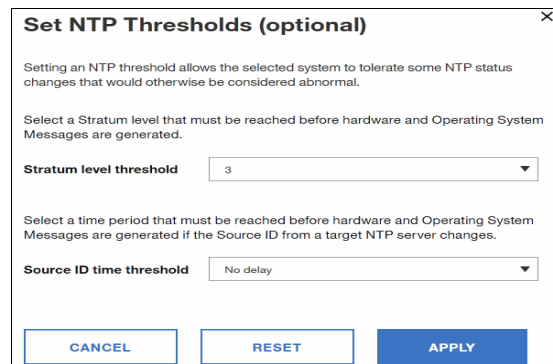 Set NTP Thresholds (optional)
Setting an NTP threshold allows the selected system to tolerate some NTP status
changes that would otherwise be considered abnormal.
Select a Stratum level that must be reached before hardware and Operating System
Messages are generated.
Stratum level threshold 3
Select a time period that must be reached before hardware and Operating System
Messages are generated if the Source ID from a target NTP server changes.
Source ID time threshold No delay
CANCEL RESET APPLY